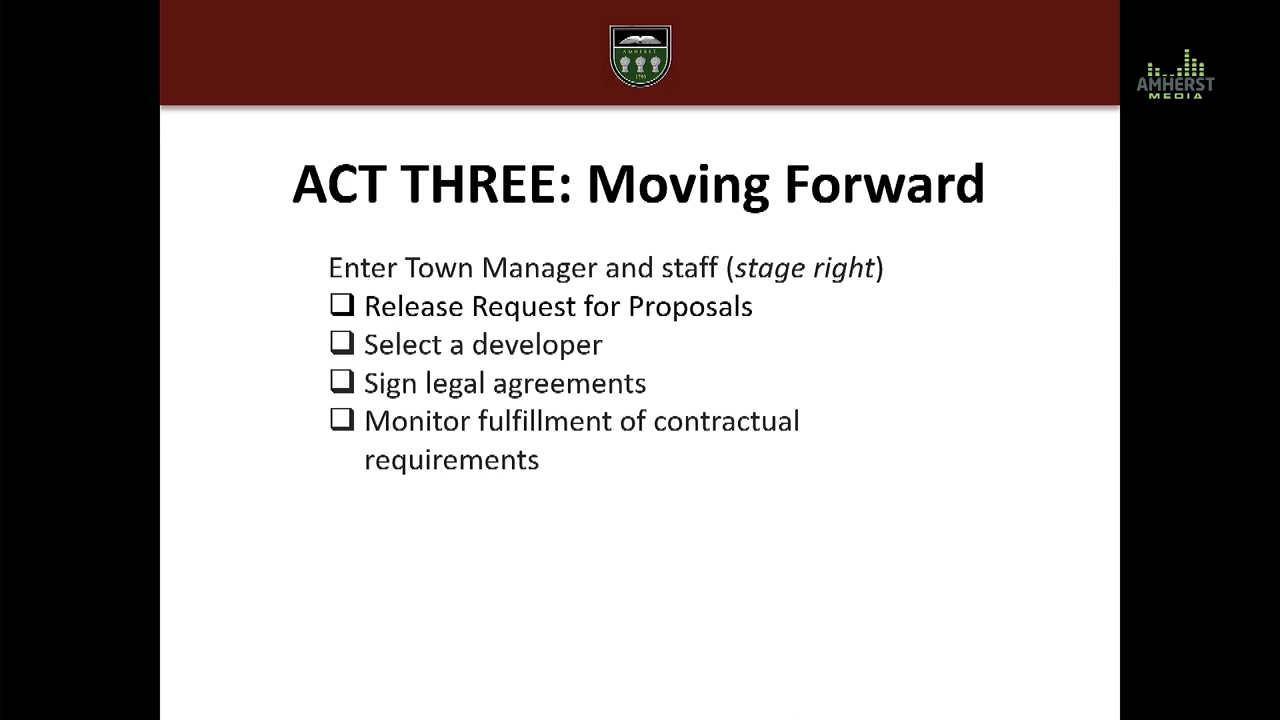 AMHERST
AMHERST
MEDIA
ACT THREE: Moving Forward
Enter Town Manager and staff (stage right)
❑ Release Request for Proposals
❑ Select a developer
❑ Sign legal agreements
❑ Monitor fulfillment of contractual
requirements